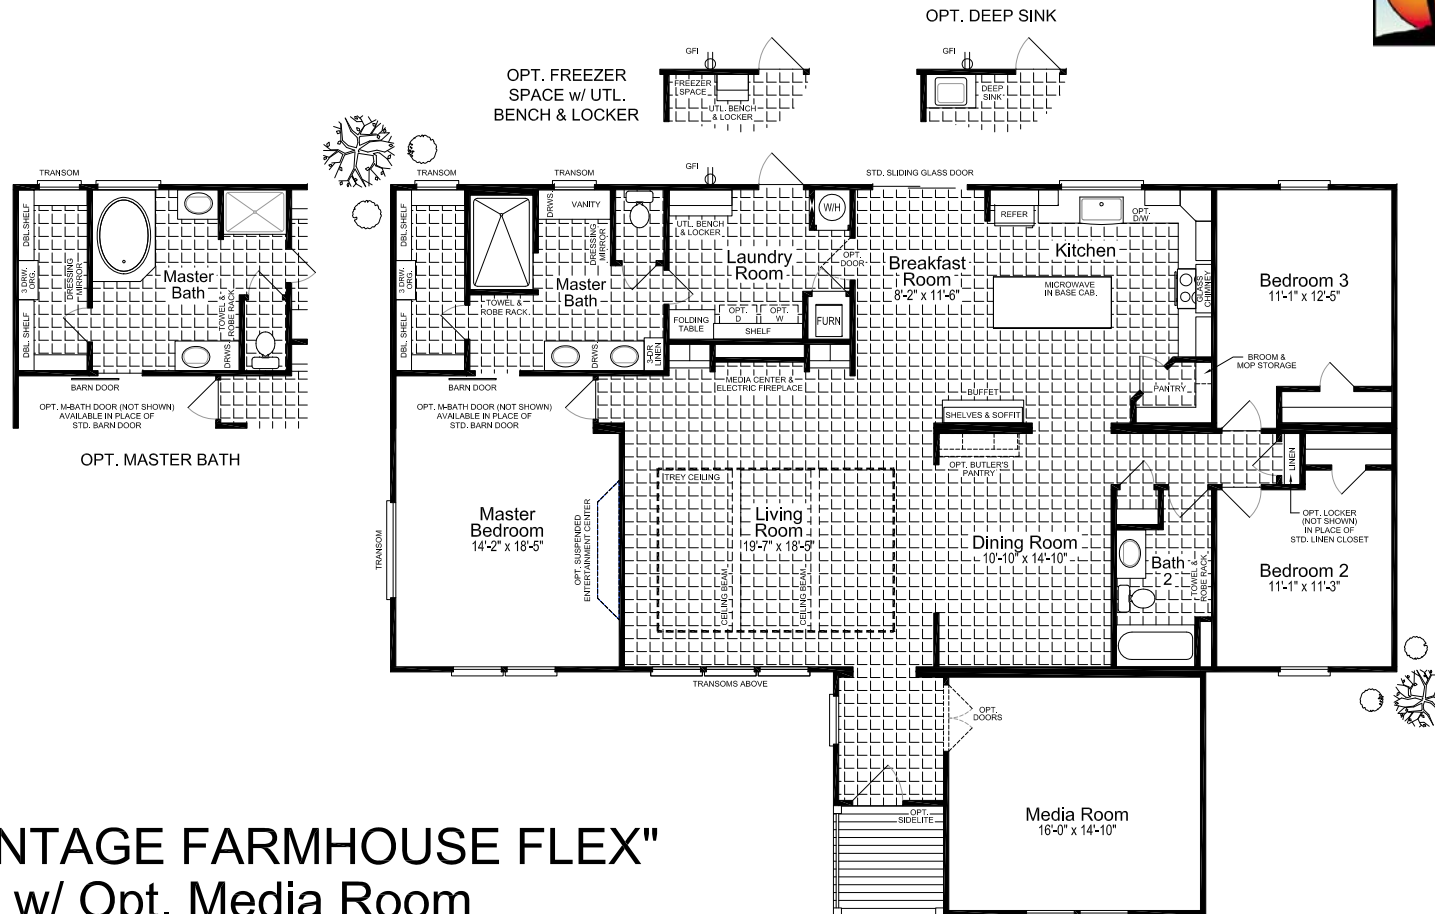 OPT. DEEP SINK
GFI
GFI
OPT. FREEZER
SPACE w/ UTL.
BENCH & LOCKER
FREEZER
SPACE
UTL. BENCH
& LOCKER
DEEP
SINK
TRANSOM
DBL. SHELF
3 DRW.
ORG.
DBL. SHELF
DRESSING
MIRROR
Master
Bath
TOWEL &
ROBE RACK
DRWS.
BARN DOOR
OPT. M-BATH DOOR (NOT SHOWN)
AVAILABLE IN PLACE OF
STD. BARN DOOR
OPT. MASTER BATH
TRANSOM
TRANSOM
GFI
STD. SLIDING GLASS DOOR
DBL. SHELF
3 DRW.
ORG.
DBL. SHELF
DRWS.
VANITY
DRESSING
MIRROR
Master
Bath
TOWEL &
ROBE RACK
DRWS.
3-DR
LINEN
BARN DOOR
OPT. M-BATH DOOR (NOT SHOWN)
AVAILABLE IN PLACE OF
STD. BARN DOOR
UTL. BENCH
& LOCKER
W/H
Laundry
Room
OPT.
DOOR
FOLDING
TABLE
OPT.
D
OPT.
W
SHELF
FURN
MEDIA CENTER &
ELECTRIC FIREPLACE
Breakfast
Room
8'-2" x 11'-6"
REFER
OPT.
D/W
Kitchen
MICROWAVE
IN BASE CAB.
GLASS
CHIMNEY
Bedroom 3
11'-1" x 12'-5"
BROOM &
MOP STORAGE
PANTRY
BUFFET
SHELVES & SOFFIT
OPT. BUTLER'S
PANTRY
LINEN
OPT. LOCKER
(NOT SHOWN)
IN PLACE OF
STD. LINEN CLOSET
TRANSOM
Master
Bedroom
14'-2" x 18'-5"
OPT. SUSPENDED
ENTERTAINMENT CENTER
TREY CEILING
Living
Room
19'-7" x 18'-5"
CEILING BEAM
CEILING BEAM
Dining Room
10'-10" x 14'-10"
Bath
2
TOWEL &
ROBE RACK
Bedroom 2
11'-1" x 11'-3"
TRANSOMS ABOVE
OPT.
DOORS
OPT.
SIDELITE
Media Room
16'-0" x 14'-10"
NTAGE FARMHOUSE FLEX"
w/ Opt. Media Room